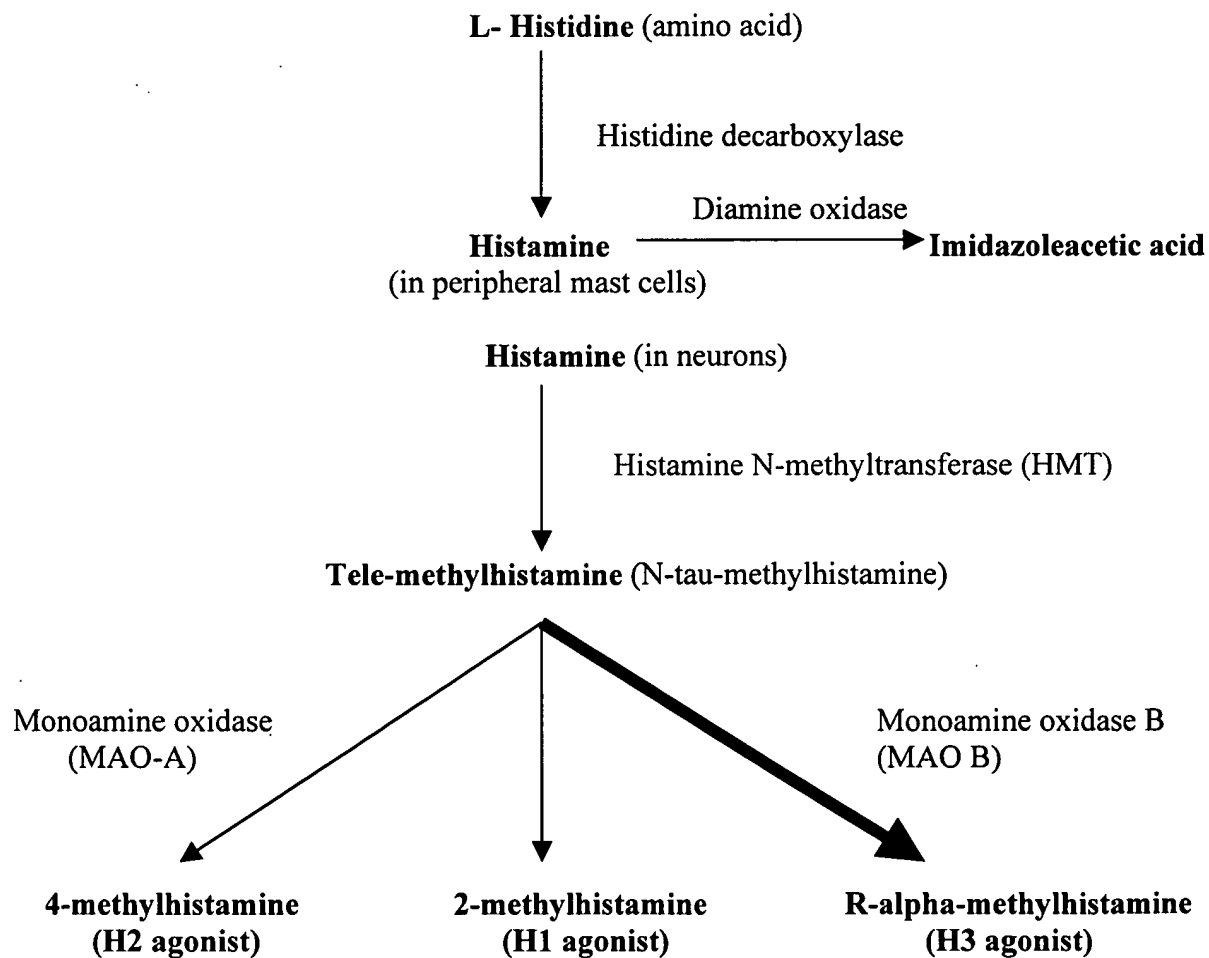 L- Histidine (amino acid)
Histidine decarboxylase
Diamine oxidase
Histamine
Imidazoleacetic acid
(in peripheral mast cells)
Histamine (in neurons)
Histamine N-methyltransferase (HMT)
Tele-methylhistamine (N-tau-methylhistamine)
Monoamine oxidase
(MAO-A)
Monoamine oxidase B
(MAO B)
4-methylhistamine
(H2 agonist)
2-methylhistamine
(H1 agonist)
R-alpha-methylhistamine
(H3 agonist)